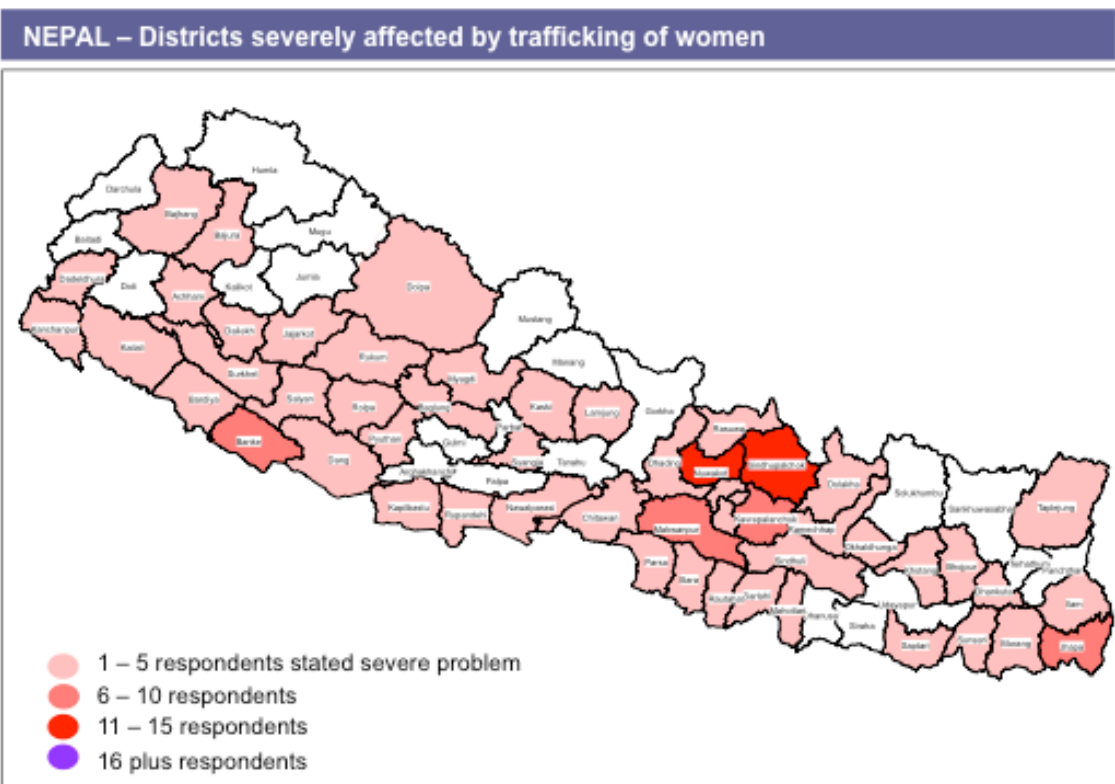 NEPAL – Districts severely affected by trafficking of women
Humla
Darchula
Bajhang
Bajura
Mugu
Baitadi
Dadeldhura
Doti
Achham
Kalikot
Jumla
Dolpa
Mustang
Kanchanpur
Kailali
Dailekh
Jajarkot
Rukum
Manang
Surkhet
Myagdi
Bardiya
Salyan
Rolpa
Baglung
Kaski
Lamjung
Gorkha
Parbat
Rasuwa
Banke
Pyuthan
Gulmi
Dang
Syangja
Tanahu
Dhading
Nuwakot
Sindhupalchok
Dolakha
Solukhumbu
Sankhuwasabha
Taplejung
Arghakhanchi
Palpa
Kapilbastu
Rupandehi
Nawalparasi
Chitawan
Makwanpur
Kavrepalanchok
Ramechhap
Okhaldhunga
Sindhuli
Khotang
Bhojpur
Terhathum
Panchthar
Parsa
Bara
Rautahat
Sarlahi
Mahottari
Dhanusa
Siraha
Udayapur
Dhankuta
Ilam
Saptari
Sunsari
Morang
Jhapa
1 – 5 respondents stated severe problem
6 – 10 respondents
11 – 15 respondents
16 plus respondents